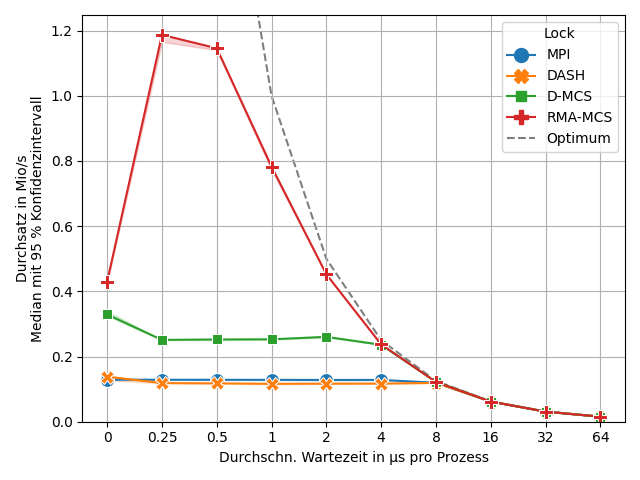 Durchsatz in Mio/s
Median mit 95 % Konfidenzintervall
1.2
1.0
0.8
0.6
0.4
0.2
0.0
Lock
MPI
DASH
D-MCS
RMA-MCS
Optimum
0 0.25 0.5 1 2 4 8 16 32 64
Durchschn. Wartezeit in µs pro Prozess